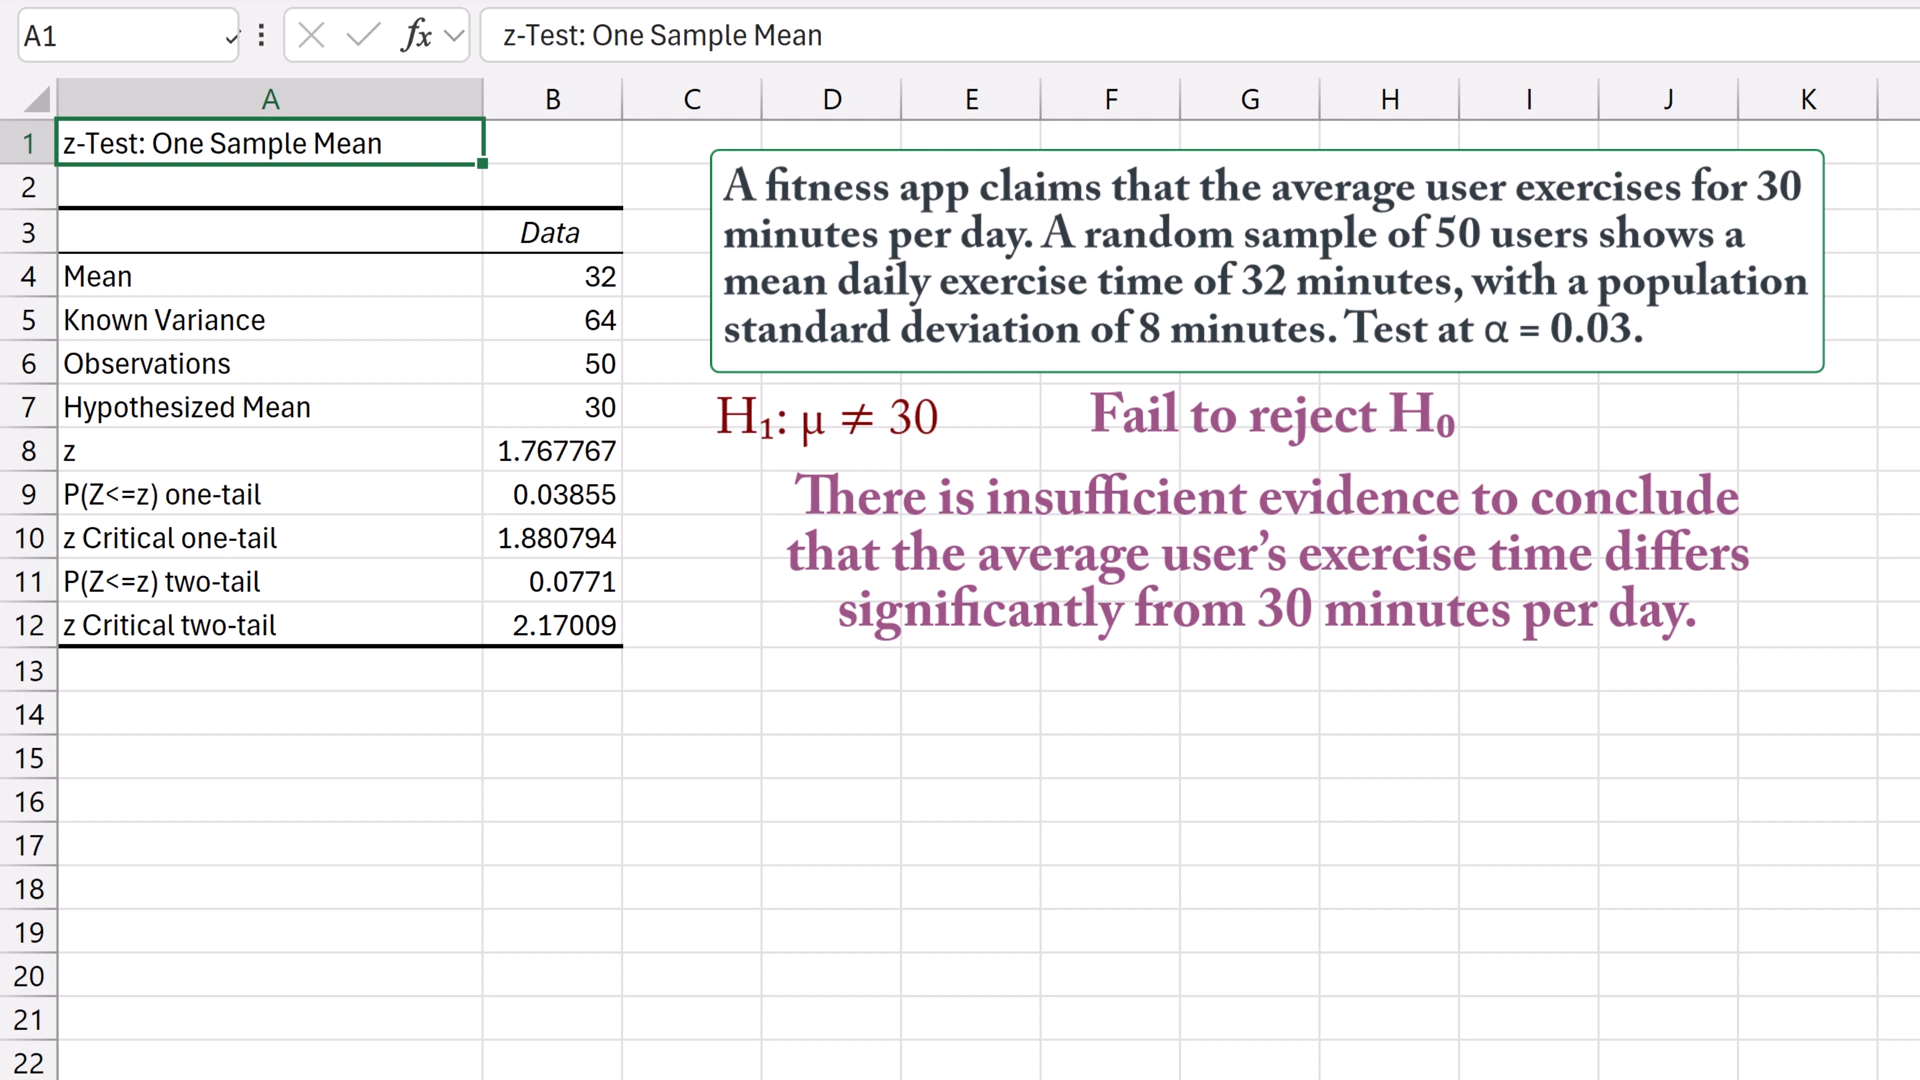 A1 fx z-Test: One Sample Mean
A B C D E F G H I J K
1 z-Test: One Sample Mean
2
3 Data
4 Mean 32
5 Known Variance 64
6 Observations 50
7 Hypothesized Mean 30
8 z 1.767767
9 P(Z<=z) one-tail 0.03855
10 z Critical one-tail 1.880794
11 P(Z<=z) two-tail 0.0771
12 z Critical two-tail 2.17009
13
14
15
16
17
18
19
20
21
22
A fitness app claims that the average user exercises for 30
minutes per day. A random sample of 50 users shows a
mean daily exercise time of 32 minutes, with a population
standard deviation of 8 minutes. Test at α = 0.03.
H₁: μ ≠ 30
Fail to reject H₀
There is insufficient evidence to conclude
that the average user’s exercise time differs
significantly from 30 minutes per day.